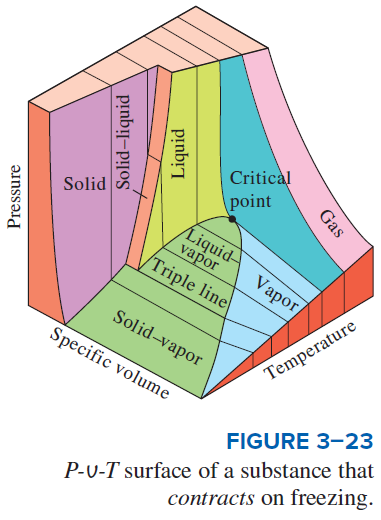 Pressure
Solid
Solid–liquid
Liquid
Critical
point
Gas
Liquid–
vapor
Triple line
Vapor
Solid–vapor
Specific volume
Temperature
FIGURE 3–23
P-υ-T surface of a substance that
contracts on freezing.